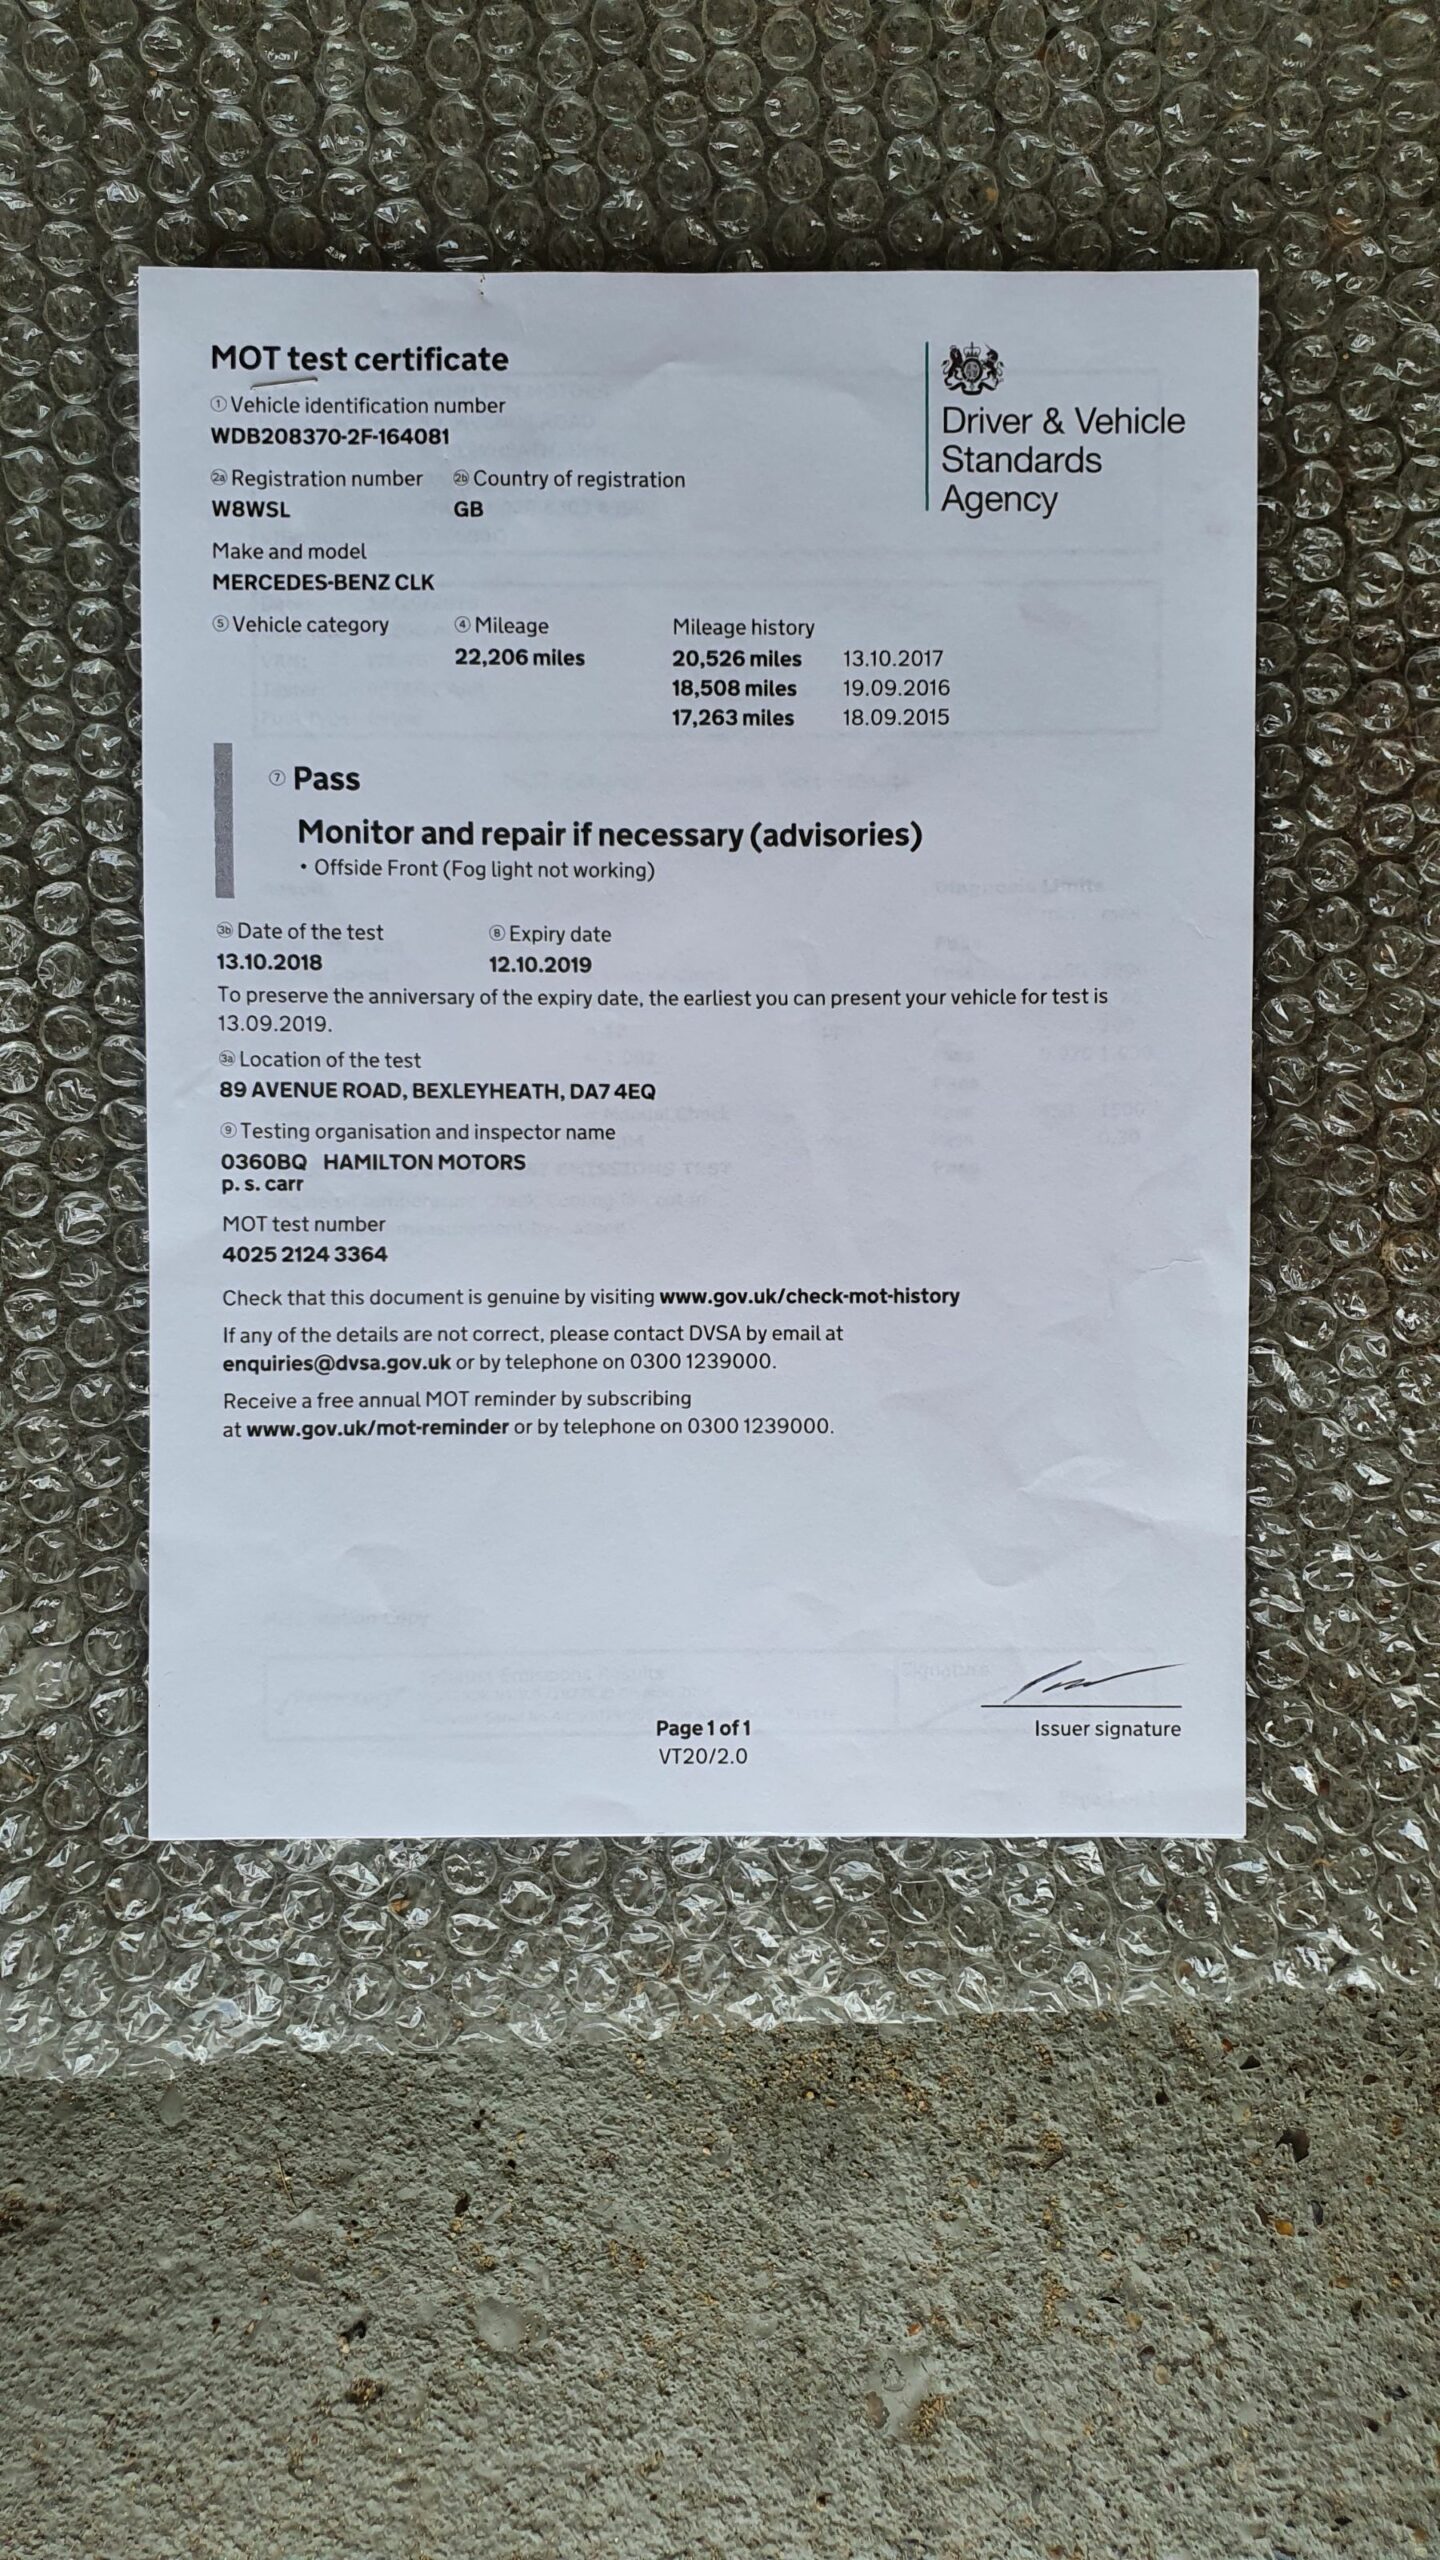 MOT test certificate
① Vehicle identification number
WDB208370-2F-164081
Driver & Vehicle
Standards
Agency
2a Registration number 2b Country of registration
W8WSL GB
Make and model
MERCEDES-BENZ CLK
⑤ Vehicle category ④ Mileage Mileage history
22,206 miles 20,526 miles 13.10.2017
18,508 miles 19.09.2016
17,263 miles 18.09.2015
⑦ Pass
Monitor and repair if necessary (advisories)
• Offside Front (Fog light not working)
3b Date of the test ⑧ Expiry date
13.10.2018 12.10.2019
To preserve the anniversary of the expiry date, the earliest you can present your vehicle for test is
13.09.2019.
3a Location of the test
89 AVENUE ROAD, BEXLEYHEATH, DA7 4EQ
⑨ Testing organisation and inspector name
0360BQ HAMILTON MOTORS
p. s. carr
MOT test number
4025 2124 3364
Check that this document is genuine by visiting www.gov.uk/check-mot-history
If any of the details are not correct, please contact DVSA by email at
enquiries@dvsa.gov.uk or by telephone on 0300 1239000.
Receive a free annual MOT reminder by subscribing
at www.gov.uk/mot-reminder or by telephone on 0300 1239000.
Page 1 of 1
VT20/2.0
Issuer signature